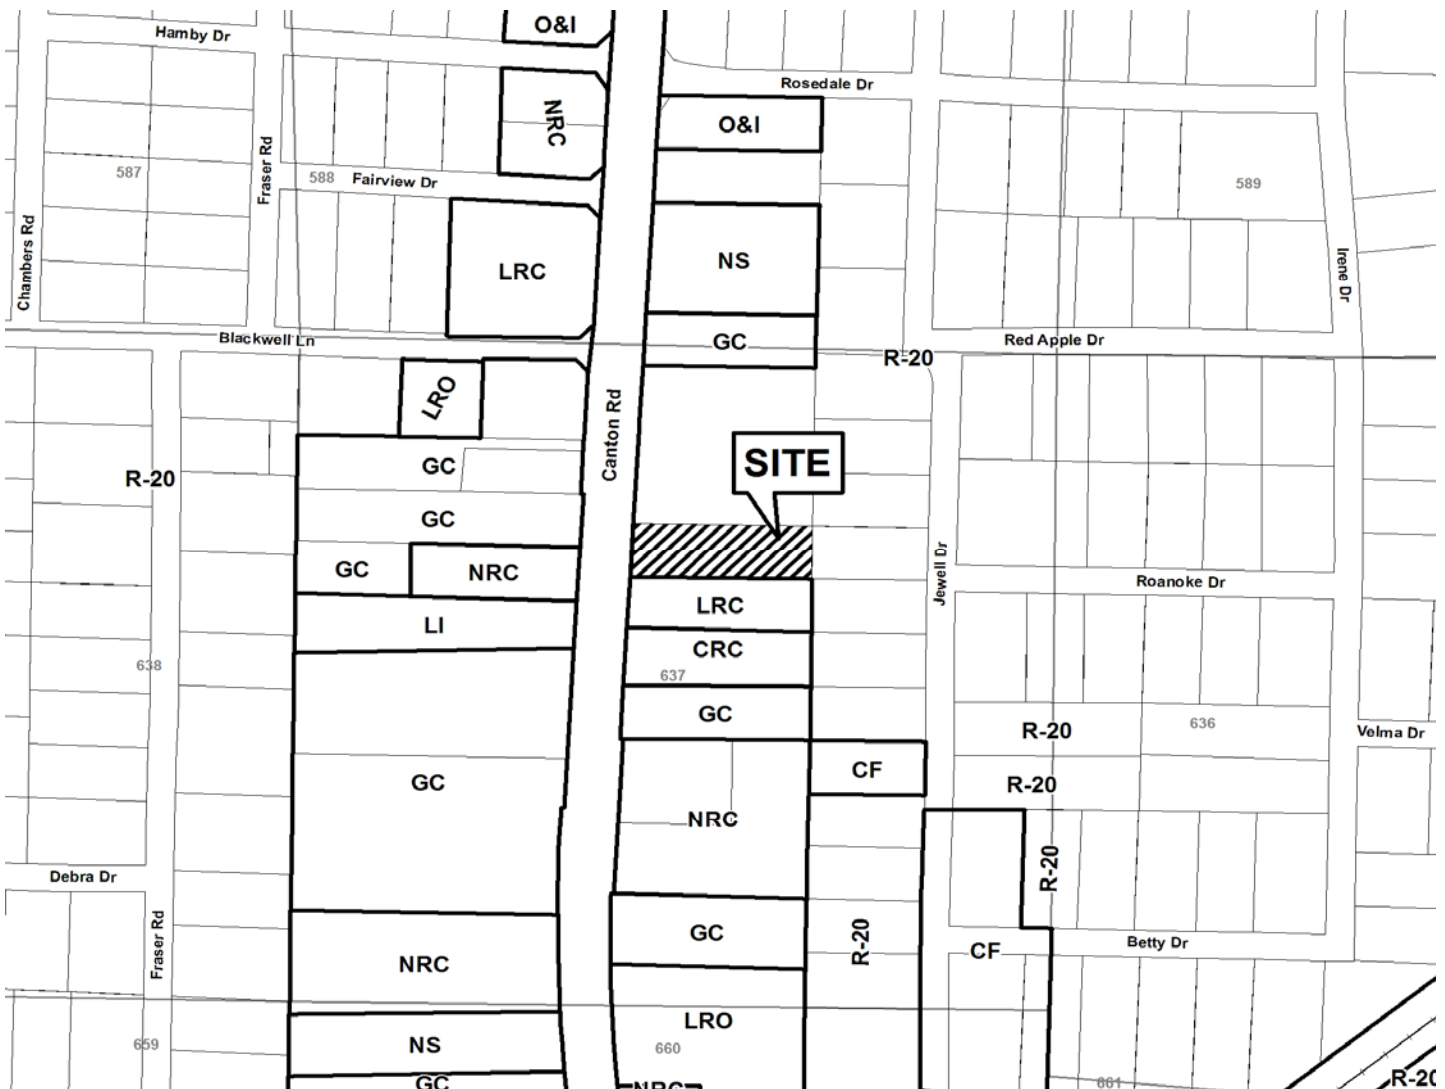 O&I
Hamby Dr
Rosedale Dr
NRC
O&I
Fraser Rd
587
588
Fairview Dr
589
Chambers Rd
LRC
NS
Irene Dr
Blackwell Ln
GC
Red Apple Dr
R-20
LRO
Canton Rd
SITE
GC
R-20
GC
Jewell Dr
GC
NRC
Roanoke Dr
LRC
LI
CRC
638
637
GC
R-20
636
Velma Dr
CF
GC
R-20
NRC
R-20
Debra Dr
Fraser Rd
GC
R-20
Betty Dr
CF
NRC
LRO
NS
659
660
GC
NRC
661
R-20